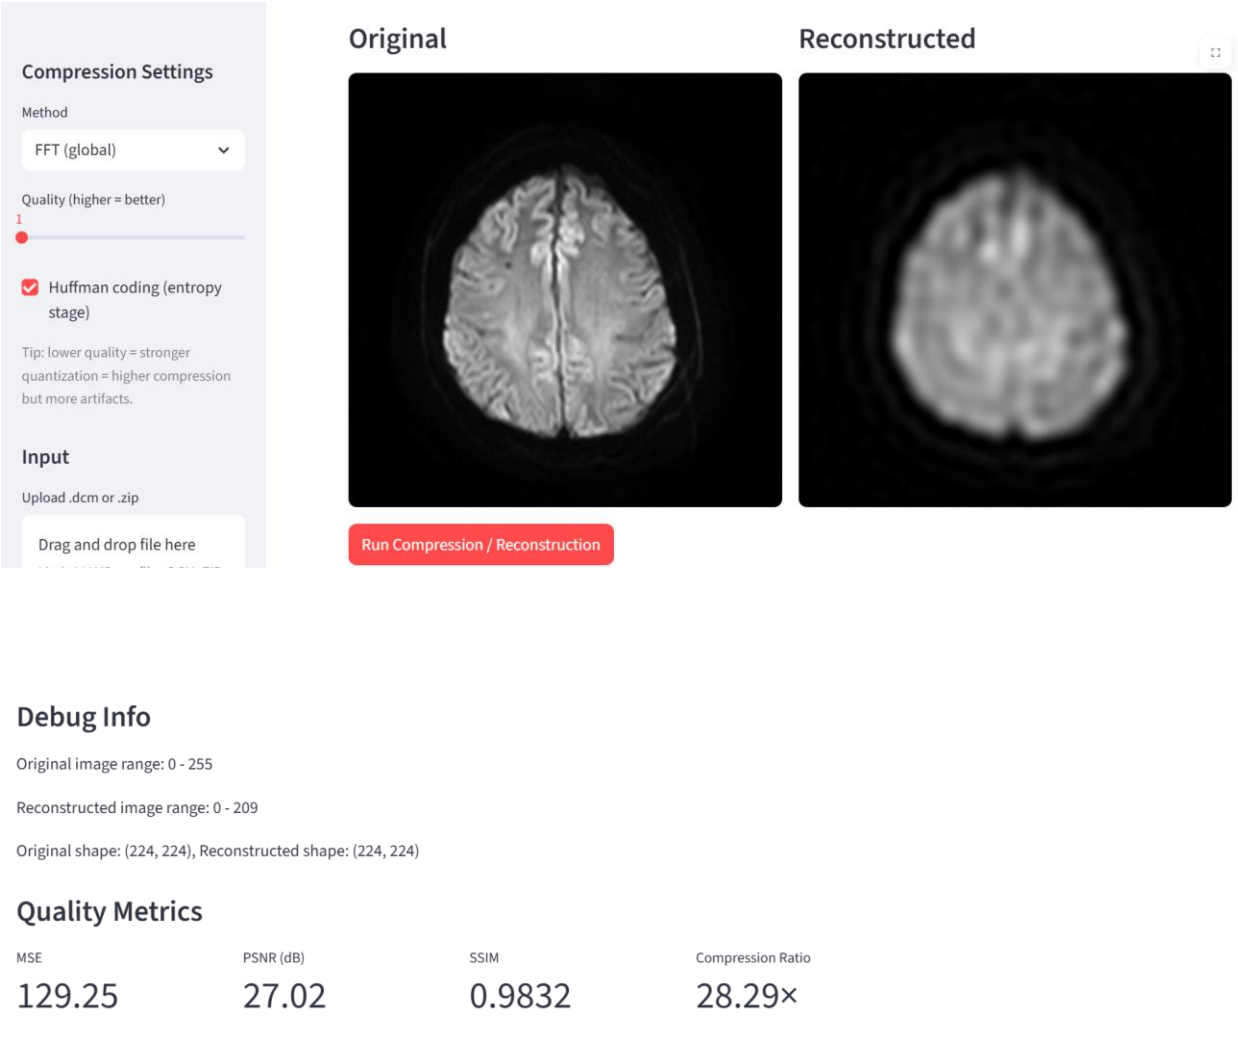 Compression Settings
Method
FFT (global)
Quality (higher = better)
1
Huffman coding (entropy
stage)
Tip: lower quality = stronger
quantization = higher compression
but more artifacts.
Input
Upload .dcm or .zip
Drag and drop file here
Original
Reconstructed
Run Compression / Reconstruction
Debug Info
Original image range: 0 - 255
Reconstructed image range: 0 - 209
Original shape: (224, 224), Reconstructed shape: (224, 224)
Quality Metrics
MSE
PSNR (dB)
SSIM
Compression Ratio
129.25
27.02
0.9832
28.29×